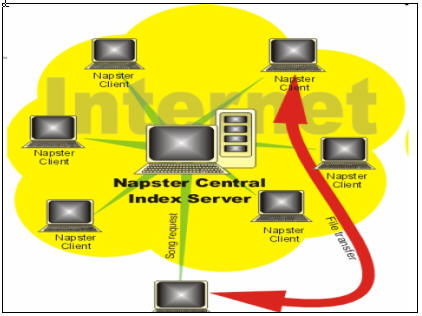 Napster
Client
Napster
Client
Internet
Napster
Client
Napster
Client
Napster Central
Index Server
Napster
Client
Napster
Client
Song request
File transfer